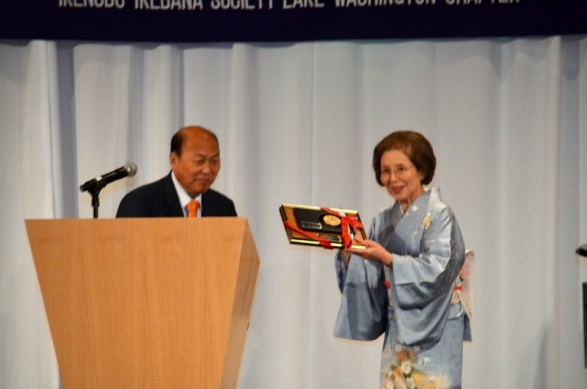 IKENOBO IKEBANA SOCIETY LAKE WASHINGTON CHAPTER